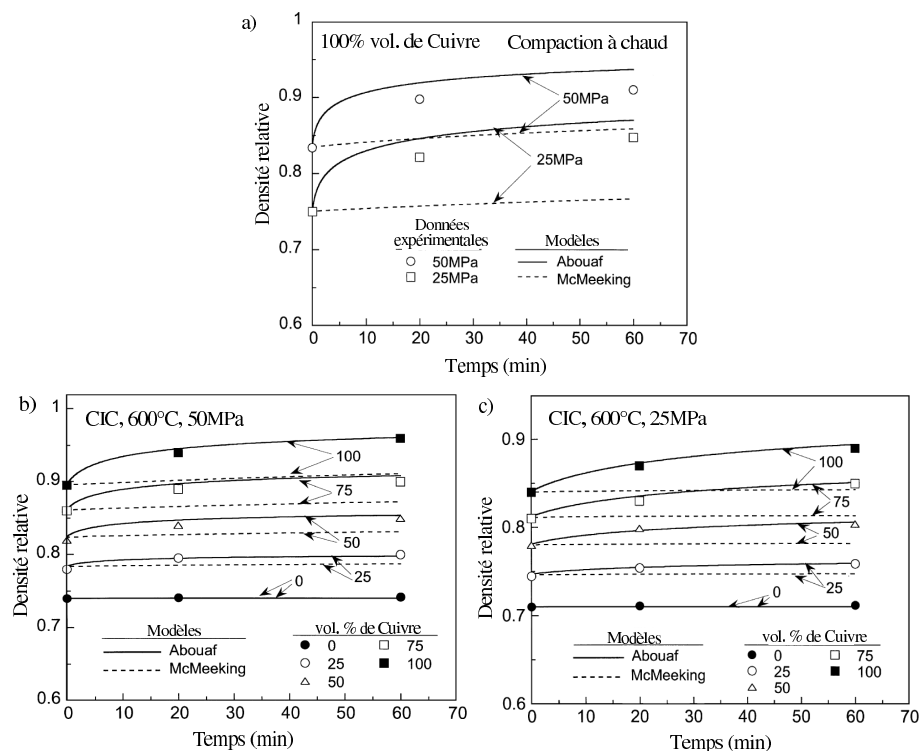 a)
100% vol. de Cuivre
Compaction à chaud
Densité relative
1
0.9
0.8
0.7
0.6
50MPa
25MPa
Données
expérimentales
Modèles
50MPa
Abouaf
25MPa
McMeeking
0 10 20 30 40 50 60 70
Temps (min)
b)
CIC, 600°C, 50MPa
Densité relative
1
0.9
0.8
0.7
0.6
100
75
50
25
0
Modèles
vol. % de Cuivre
Abouaf
McMeeking
0
75
25
100
50
0 10 20 30 40 50 60 70
Temps (min)
c)
CIC, 600°C, 25MPa
Densité relative
0.9
0.8
0.7
0.6
100
75
50
25
0
Modèles
vol. % de Cuivre
Abouaf
McMeeking
0
75
25
100
50
0 10 20 30 40 50 60 70
Temps (min)